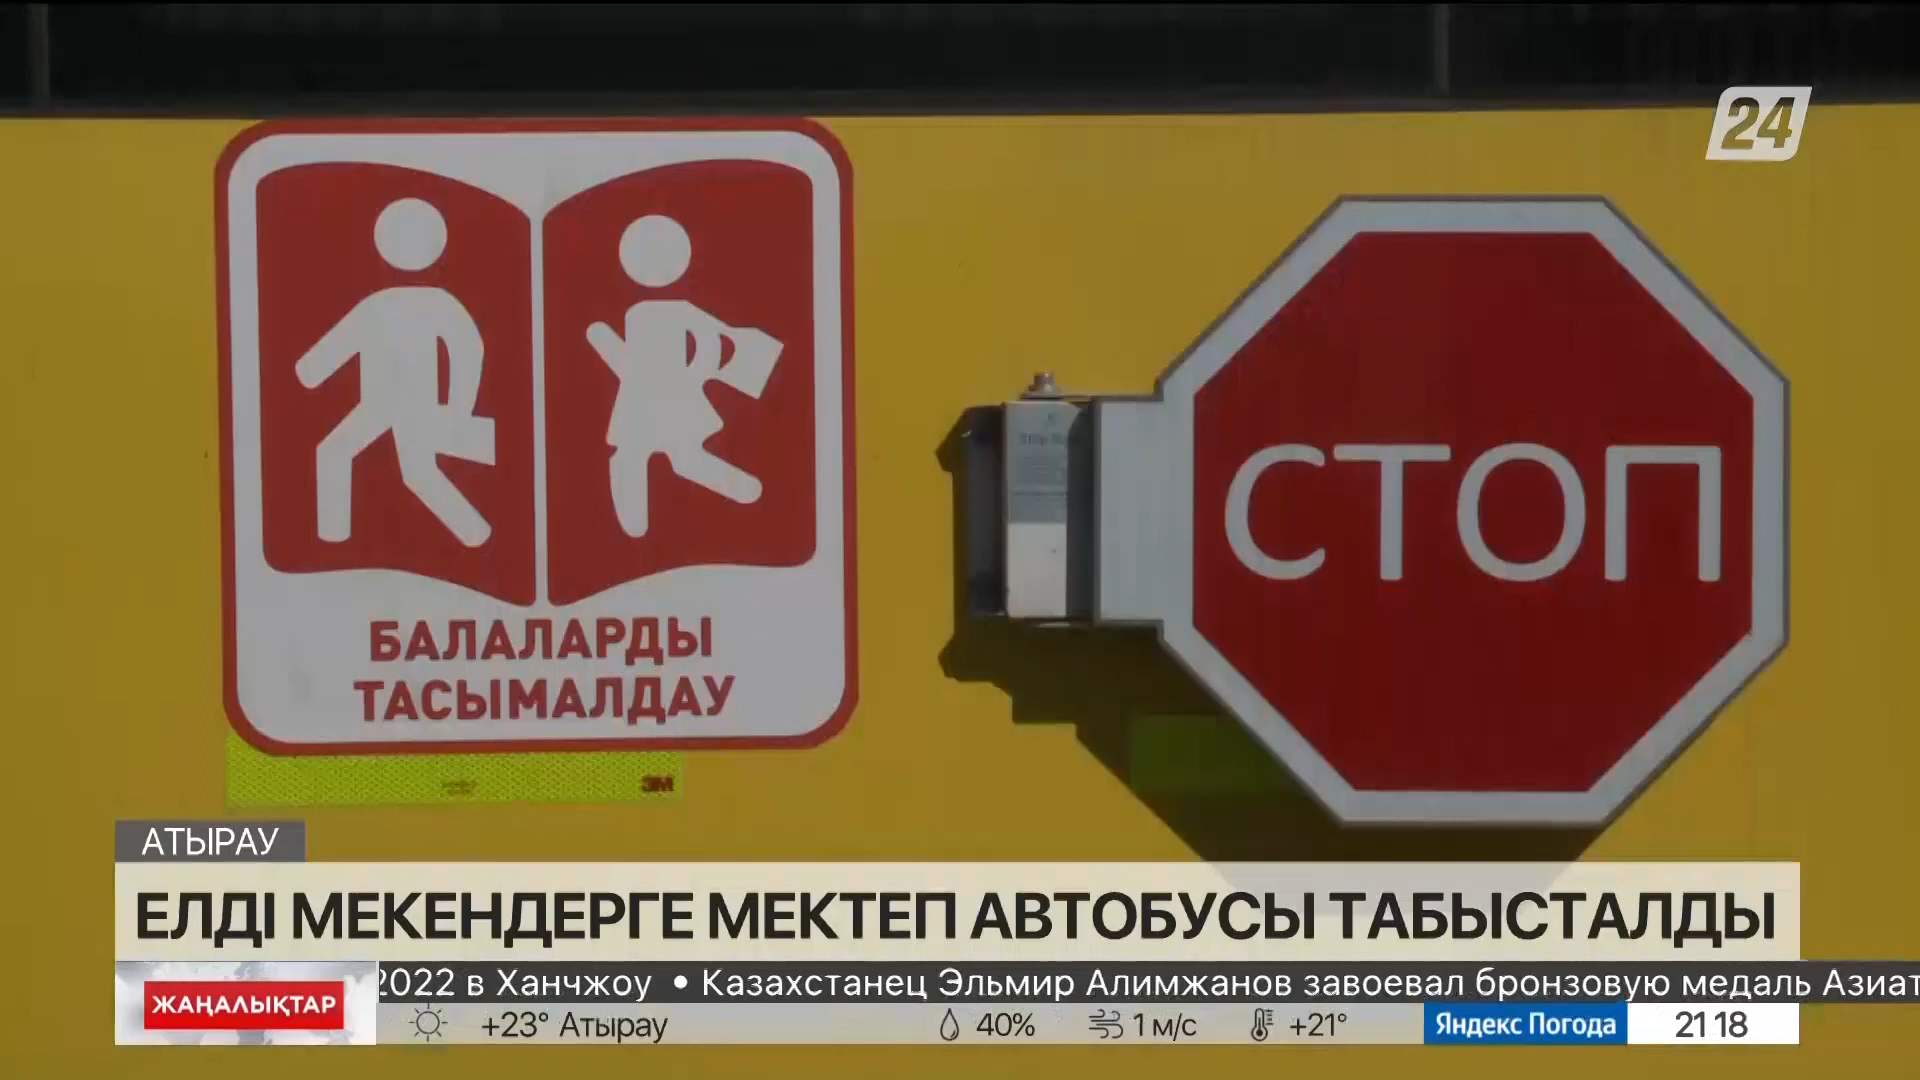 24
СТОП
БАЛАЛАРДЫ
ТАСЫМАЛДАУ
3M
АТЫРАУ
ЕЛДІ МЕКЕНДЕРГЕ МЕКТЕП АВТОБУСЫ ТАБЫСТАЛДЫ
2022 в Ханчжоу • Казахстанец Эльмир Алимжанов завоевал бронзовую медаль Азиат
ЖАҢАЛЫҚТАР
+23° Атырау 40% 1 м/с +21° Яндекс Погода 21 18